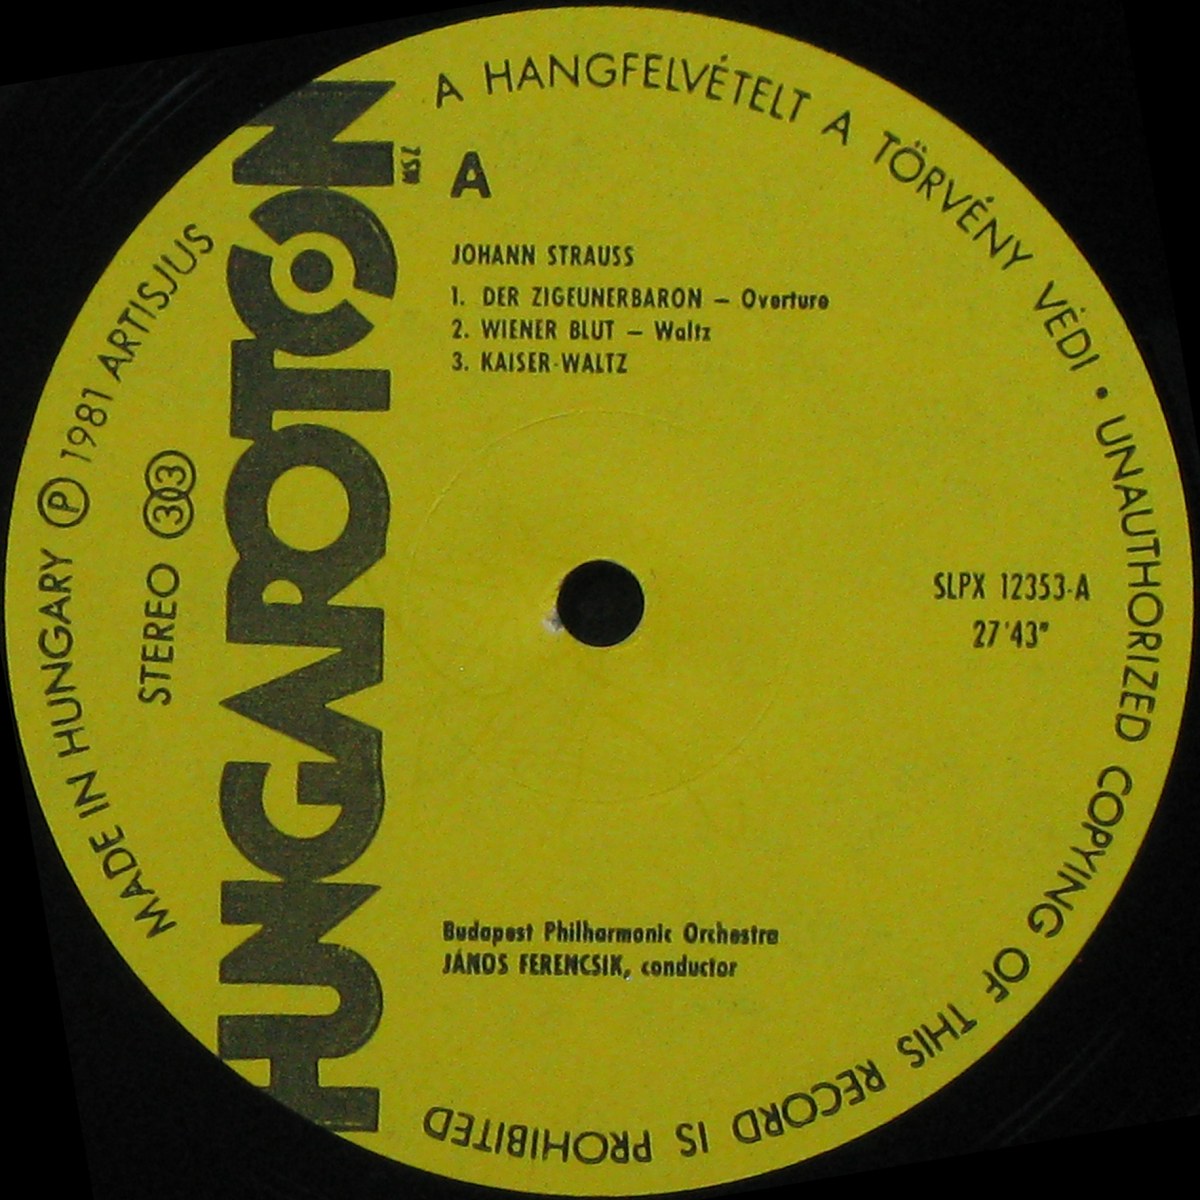 A HANGFELVÉTELT A TÖRVÉNY VÉDI • UNAUTHORIZED COPYING OF THIS RECORD IS PROHIBITED
MADE IN HUNGARY Ⓟ 1981 ARTISJUS
STEREO 33
HUNGAROTON
MSZ
A
JOHANN STRAUSS
1. DER ZIGEUNERBARON – Overture
2. WIENER BLUT – Waltz
3. KAISER-WALTZ
SLPX 12353-A
27'43"
Budapest Philharmonic Orchestra
JÁNOS FERENCSIK, conductor